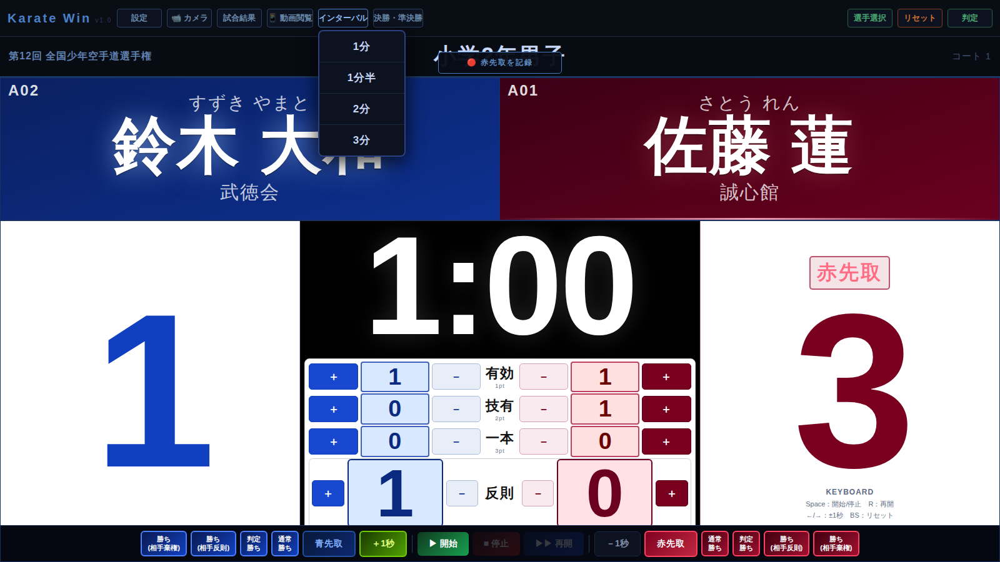 Karate Win v1.0
設定
📹 カメラ
試合結果
📱 動画閲覧
インターバル
決勝・準決勝
選手選択
リセット
判定
第12回 全国少年空手道選手権
🔴 赤先取を記録
コート 1
1分
1分半
2分
3分
A02
すずき やまと
鈴木 大和
武徳会
A01
さとう れん
佐藤 蓮
誠心館
1
1:00
赤先取
3
+ 1 − 有効 − 1 +
1pt
+ 0 − 技有 − 1 +
2pt
+ 0 − 一本 − 0 +
3pt
+ 1 − 反則 − 0 +
KEYBOARD
Space：開始/停止 R：再開
←/→：±1秒 BS：リセット
勝ち
(相手棄権)
勝ち
(相手反則)
判定
勝ち
通常
勝ち
青先取
＋1秒
▶ 開始
■ 停止
▶▶ 再開
－1秒
赤先取
通常
勝ち
判定
勝ち
勝ち
(相手反則)
勝ち
(相手棄権)